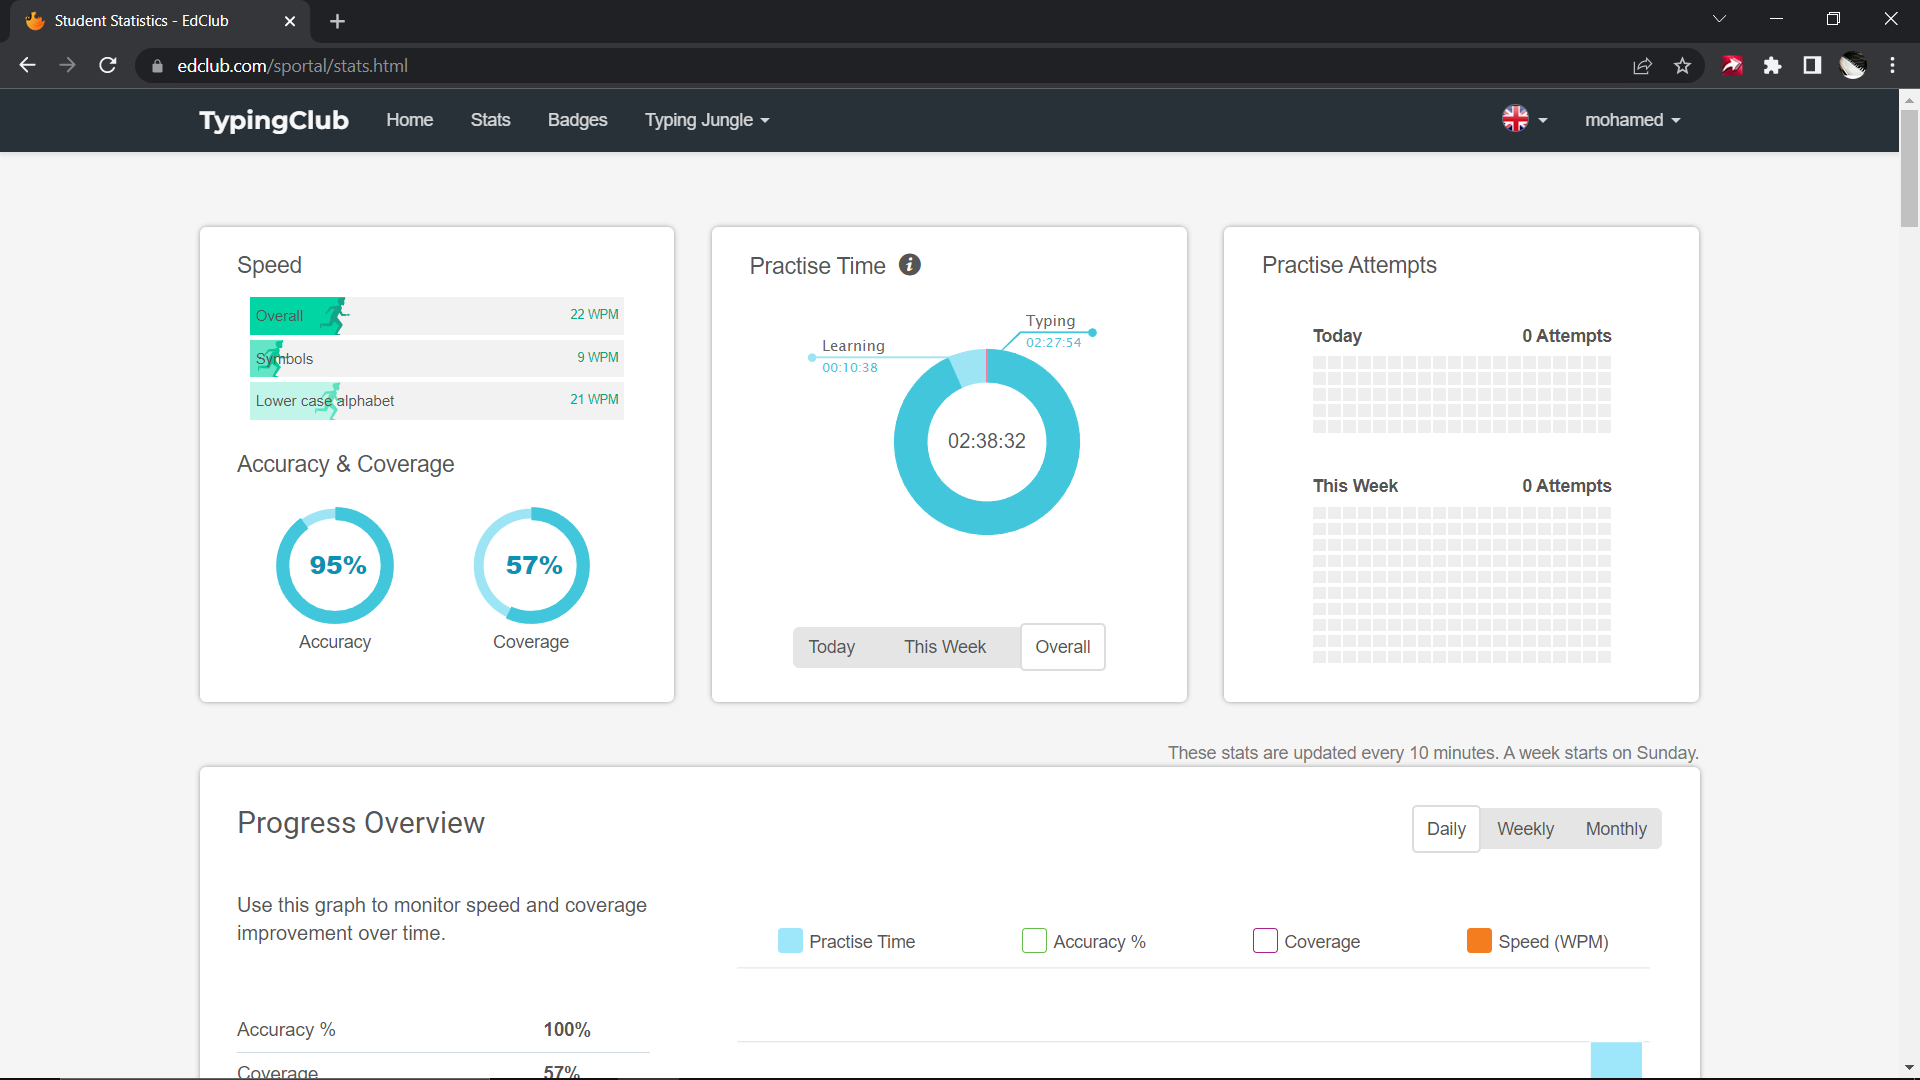 Student Statistics - EdClub
edclub.com/sportal/stats.html
TypingClub Home Stats Badges Typing Jungle mohamed
Speed
Overall 22 WPM
Symbols 9 WPM
Lower case alphabet 21 WPM
Accuracy & Coverage
95% 57%
Accuracy Coverage
Practise Time i
Typing
02:27:54
Learning
00:10:38
02:38:32
Today This Week Overall
Practise Attempts
Today 0 Attempts
This Week 0 Attempts
These stats are updated every 10 minutes. A week starts on Sunday.
Progress Overview
Daily Weekly Monthly
Use this graph to monitor speed and coverage
improvement over time.
Practise Time Accuracy % Coverage Speed (WPM)
Accuracy % 100%
Coverage 57%